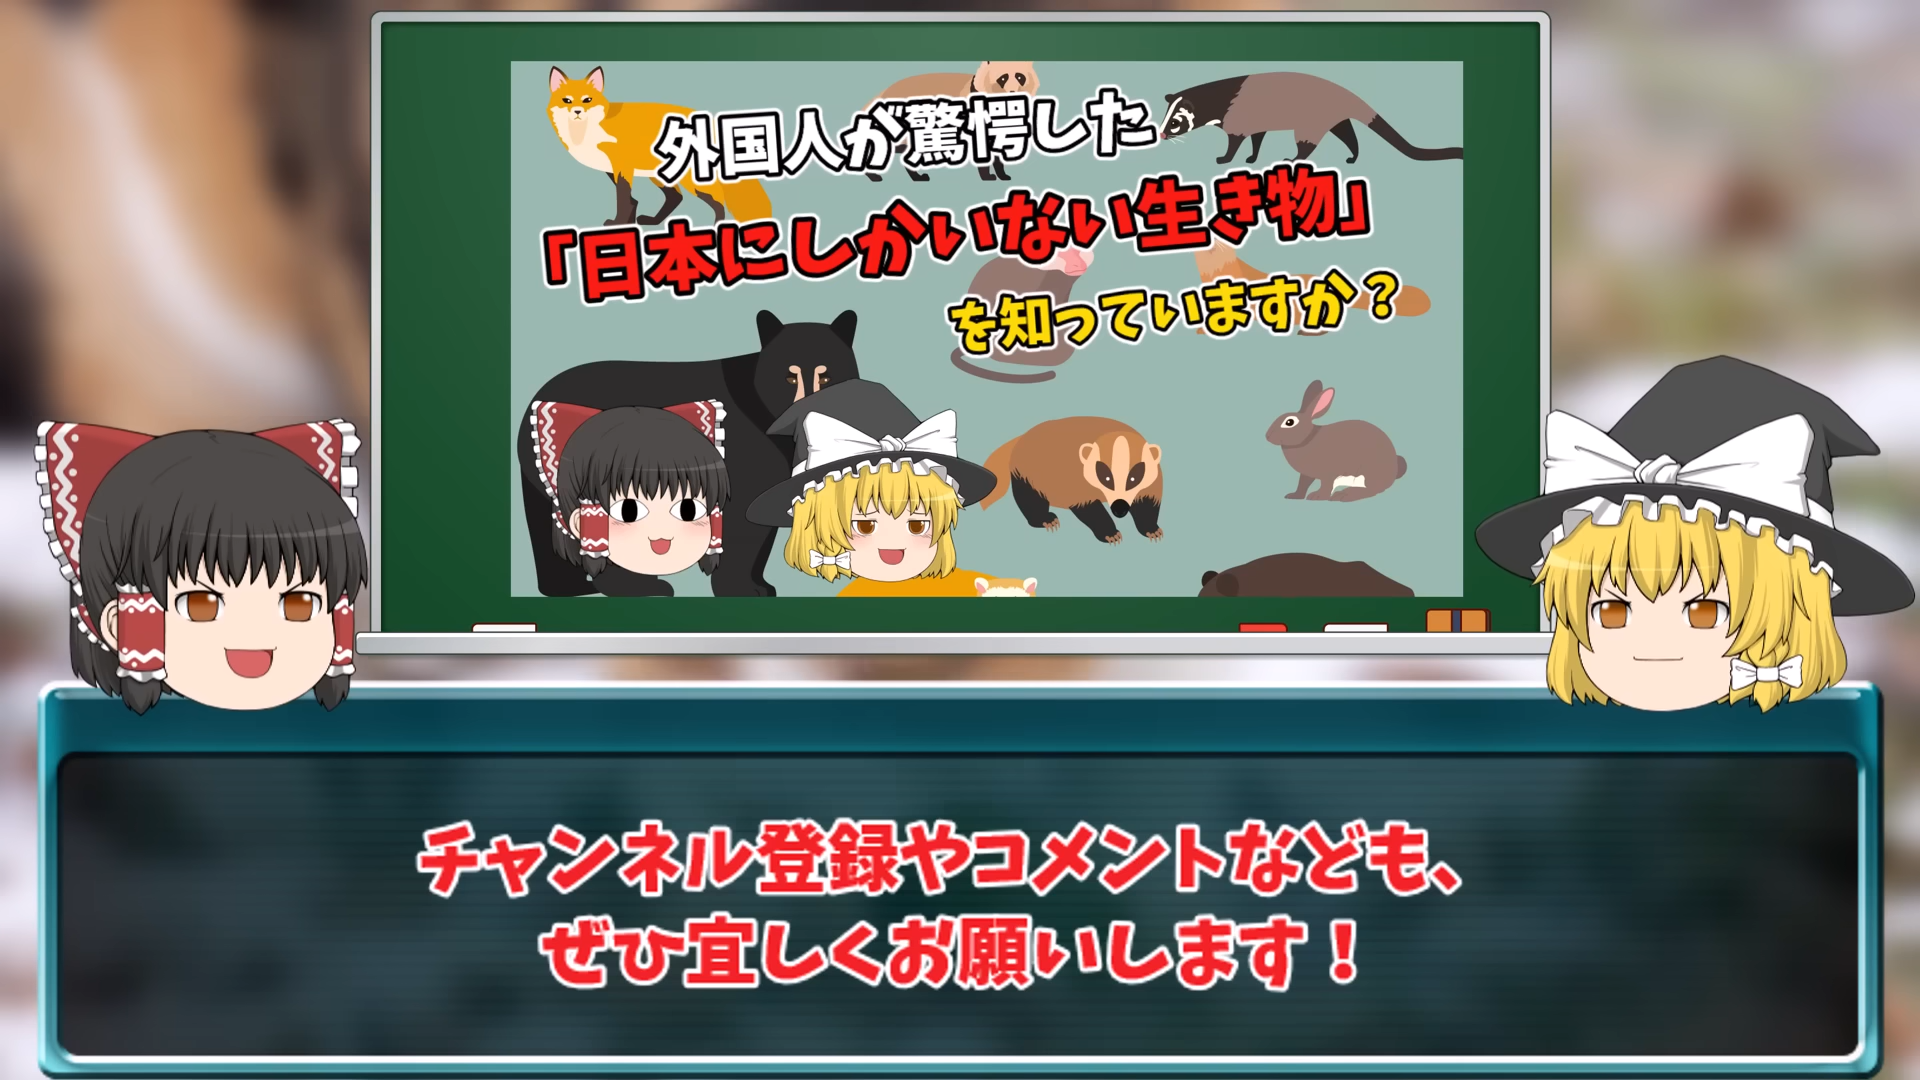 外国人が驚愕した
「日本にしかいない生き物」
を知っていますか？
チャンネル登録やコメントなども、
ぜひ宜しくお願いします！